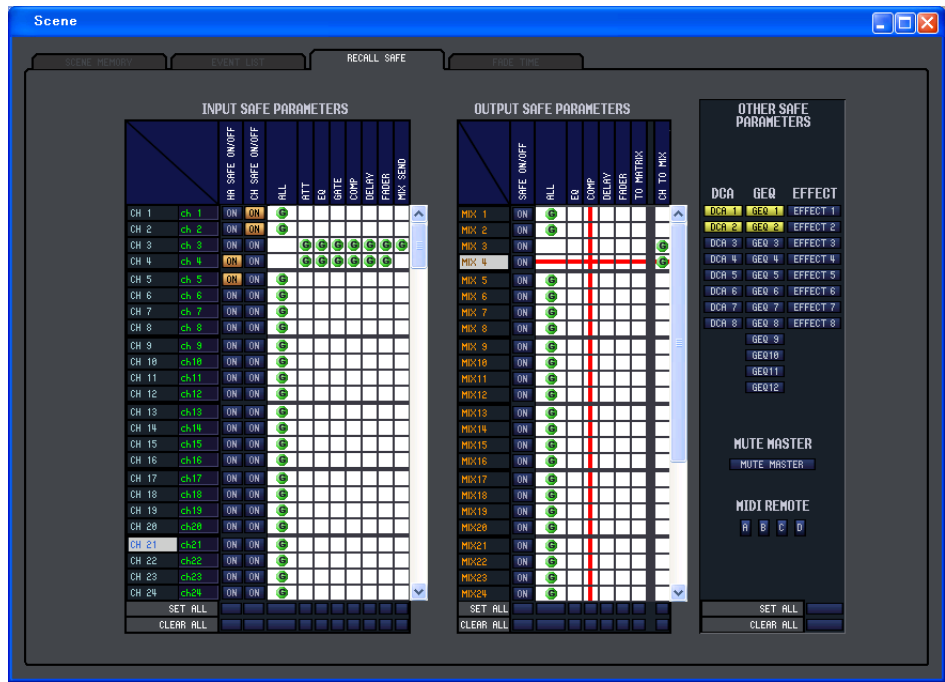 Scene
SCENE MEMORY EVENT LIST RECALL SAFE FADE TIME
INPUT SAFE PARAMETERS
HA SAFE ON/OFF CH SAFE ON/OFF ALL ATT EQ GATE COMP DELAY FADER MIX SEND
CH 1 ch 1 ON ON G
CH 2 ch 2 ON ON G
CH 3 ch 3 ON ON G G G G G G G
CH 4 ch 4 ON ON G G G G G G
CH 5 ch 5 ON ON G
CH 6 ch 6 ON ON G
CH 7 ch 7 ON ON G
CH 8 ch 8 ON ON G
CH 9 ch 9 ON ON G
CH 10 ch10 ON ON G
CH 11 ch11 ON ON G
CH 12 ch12 ON ON G
CH 13 ch13 ON ON G
CH 14 ch14 ON ON G
CH 15 ch15 ON ON G
CH 16 ch16 ON ON G
CH 17 ch17 ON ON G
CH 18 ch18 ON ON G
CH 19 ch19 ON ON G
CH 20 ch20 ON ON G
CH 21 ch21 ON ON G
CH 22 ch22 ON ON G
CH 23 ch23 ON ON G
CH 24 ch24 ON ON G
SET ALL
CLEAR ALL
OUTPUT SAFE PARAMETERS
SAFE ON/OFF ALL EQ COMP DELAY FADER TO MATRIX CH TO MIX
MIX 1 ON G
MIX 2 ON G
MIX 3 ON G
MIX 4 ON G
MIX 5 ON G
MIX 6 ON G
MIX 7 ON G
MIX 8 ON G
MIX 9 ON G
MIX10 ON G
MIX11 ON G
MIX12 ON G
MIX13 ON G
MIX14 ON G
MIX15 ON G
MIX16 ON G
MIX17 ON G
MIX18 ON G
MIX19 ON G
MIX20 ON G
MIX21 ON G
MIX22 ON G
MIX23 ON G
MIX24 ON G
SET ALL
CLEAR ALL
OTHER SAFE
PARAMETERS
DCA GEQ EFFECT
DCA 1 GEQ 1 EFFECT 1
DCA 2 GEQ 2 EFFECT 2
DCA 3 GEQ 3 EFFECT 3
DCA 4 GEQ 4 EFFECT 4
DCA 5 GEQ 5 EFFECT 5
DCA 6 GEQ 6 EFFECT 6
DCA 7 GEQ 7 EFFECT 7
DCA 8 GEQ 8 EFFECT 8
GEQ 9
GEQ10
GEQ11
GEQ12
MUTE MASTER
MUTE MASTER
MIDI REMOTE
A B C D
SET ALL
CLEAR ALL